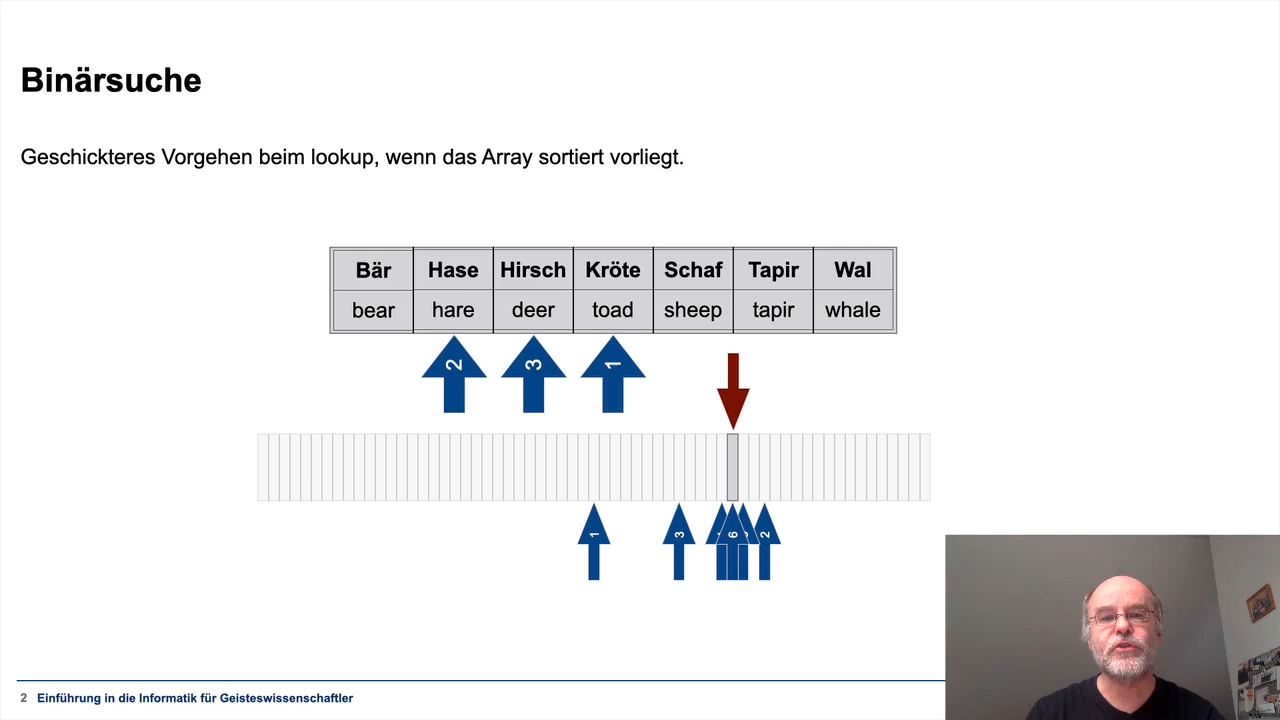 Binärsuche
Geschickteres Vorgehen beim lookup, wenn das Array sortiert vorliegt.
Bär Hase Hirsch Kröte Schaf Tapir Wal
bear hare deer toad sheep tapir whale
2 3 1
1 3 6 2
2 Einführung in die Informatik für Geisteswissenschaftler